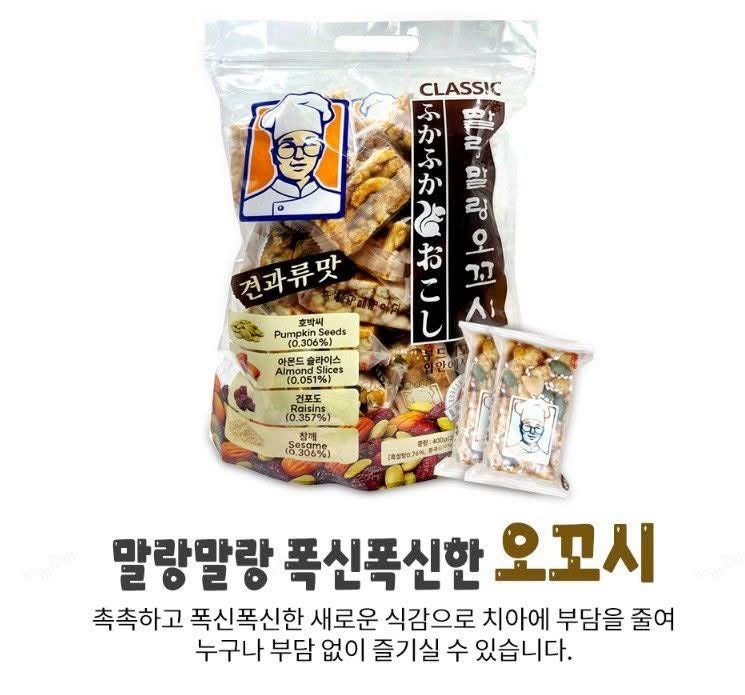 CLASSIC
ふかふか おこし
말랑말랑오꼬시
견과류맛
호박씨
Pumpkin Seeds
(0.306%)
아몬드 슬라이스
Almond Slices
(0.051%)
건포도
Raisins
(0.357%)
참깨
Sesame
(0.306%)
중량 : 400g
말랑말랑 폭신폭신한 오꼬시
촉촉하고 폭신폭신한 새로운 식감으로 치아에 부담을 줄여
누구나 부담 없이 즐기실 수 있습니다.